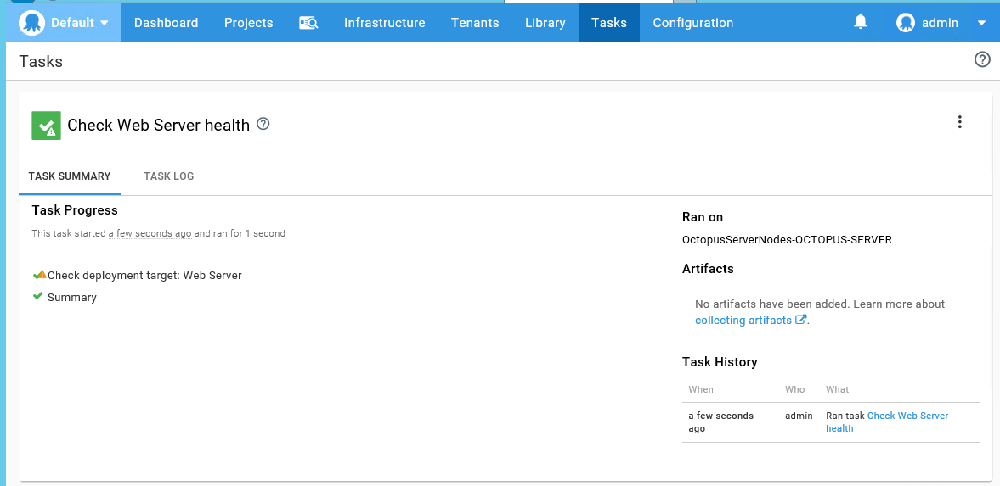 Default Dashboard Projects Infrastructure Tenants Library Tasks Configuration admin
Tasks
Check Web Server health
TASK SUMMARY TASK LOG
Task Progress
This task started a few seconds ago and ran for 1 second
Check deployment target: Web Server
Summary
Ran on
OctopusServerNodes-OCTOPUS-SERVER
Artifacts
No artifacts have been added. Learn more about
collecting artifacts.
Task History
When Who What
a few seconds admin Ran task Check Web Server
ago health